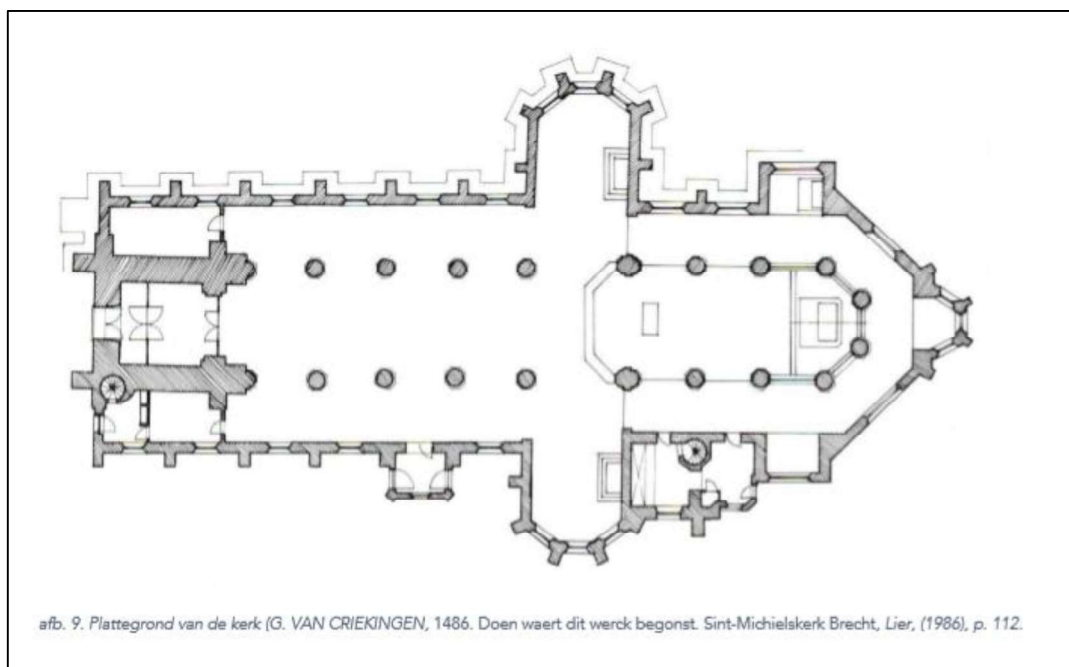 afb. 9. Plattegrond van de kerk (G. VAN CRIEKINGEN, 1486. Doen waert dit werck begonst. Sint-Michielskerk Brecht, Lier, (1986), p. 112.